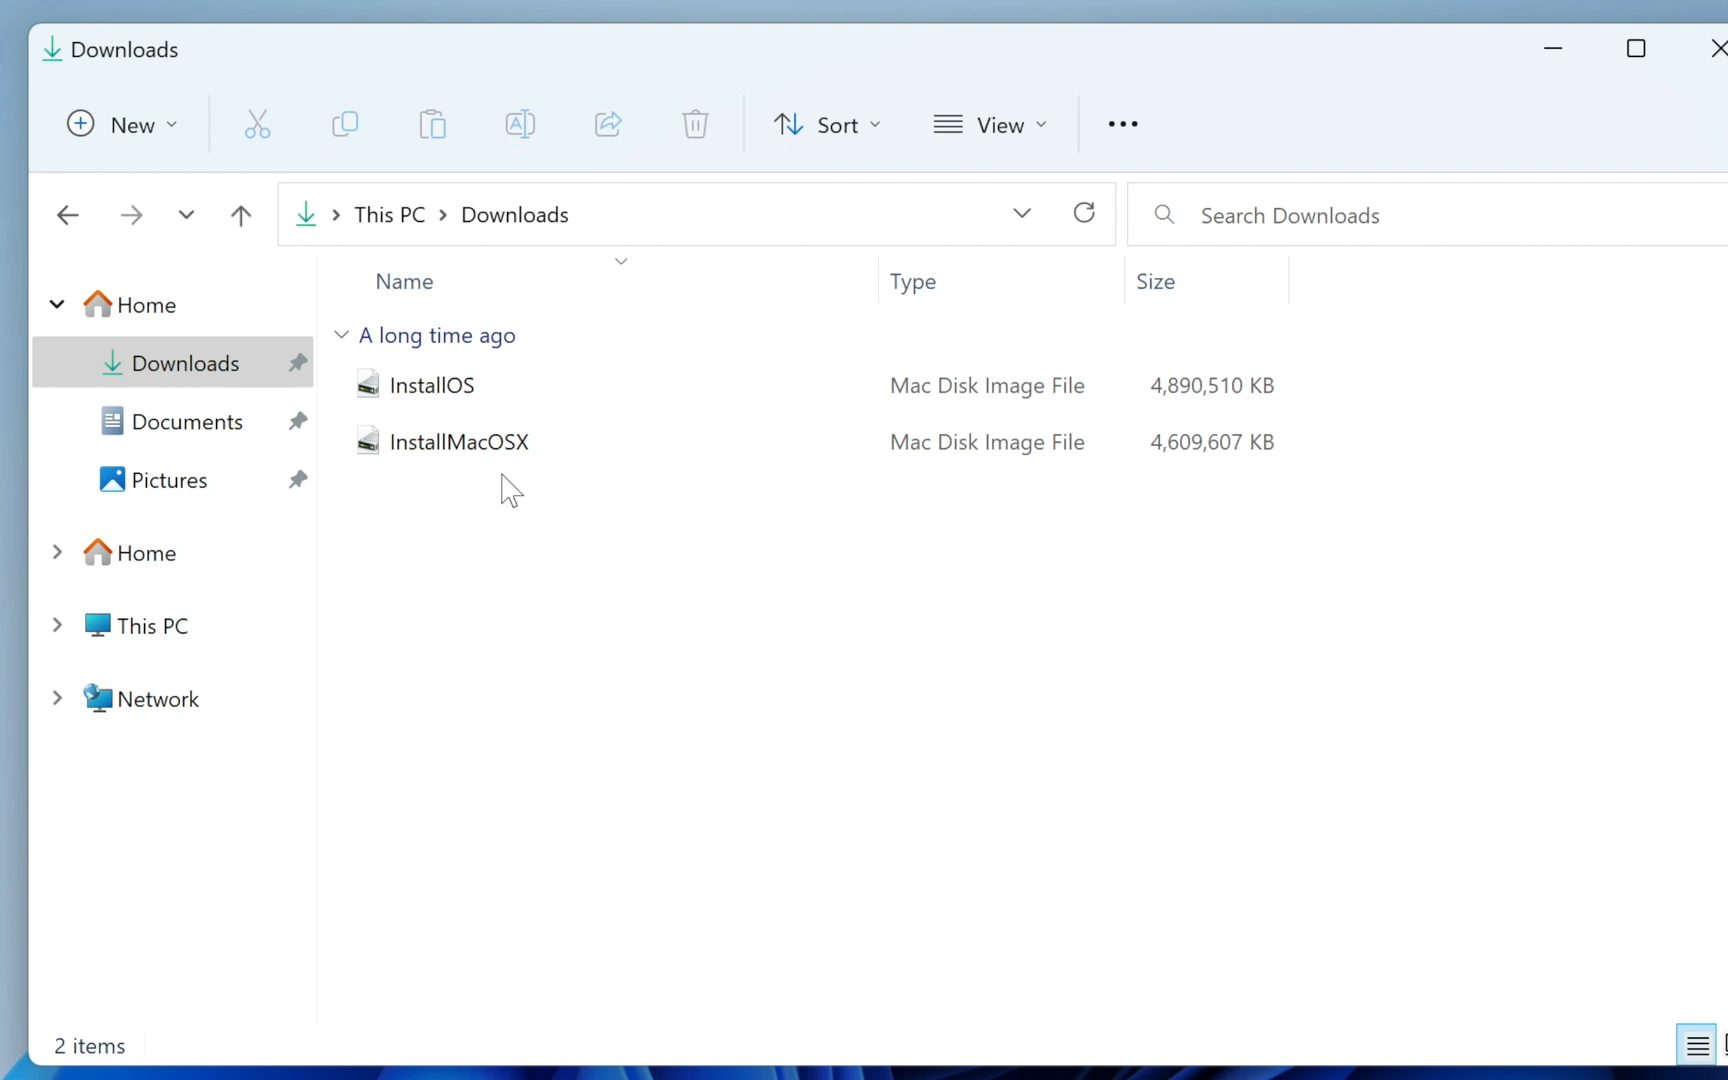 Downloads
New
Sort
View
This PC
Downloads
Search Downloads
Name
Type
Size
Home
A long time ago
Downloads
InstallOS
Mac Disk Image File
4,890,510 KB
Documents
InstallMacOSX
Mac Disk Image File
4,609,607 KB
Pictures
Home
This PC
Network
2 items